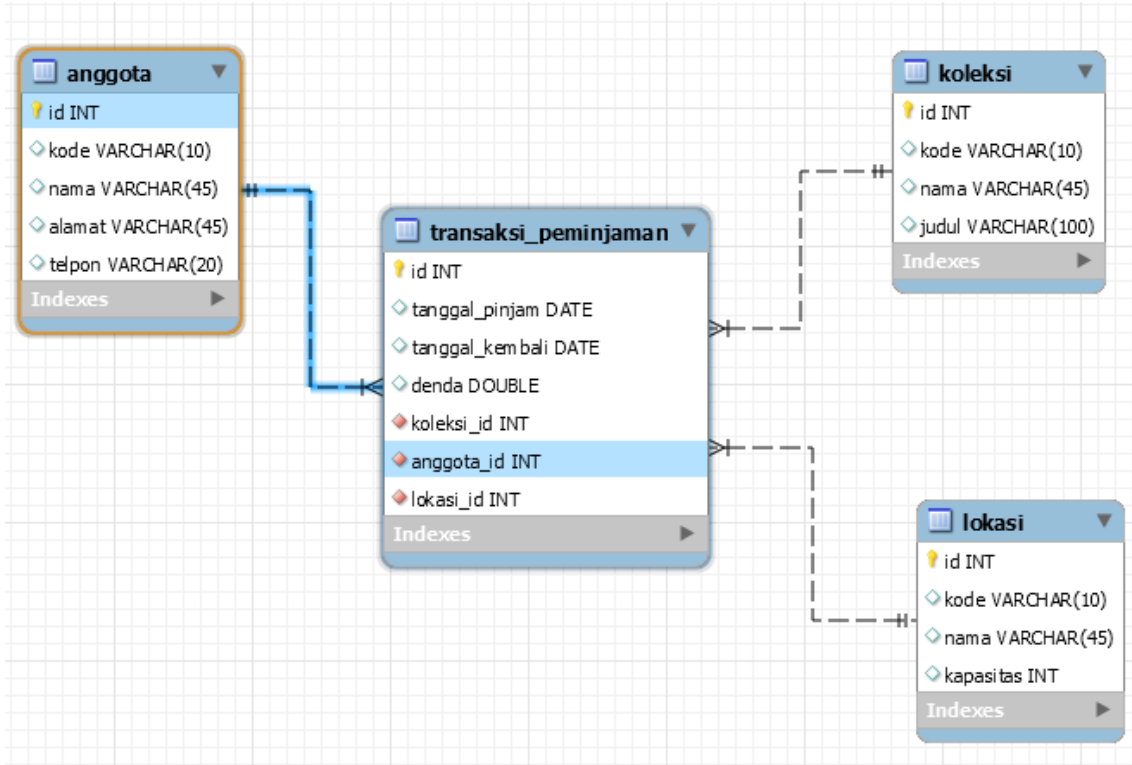 anggota
id INT
kode VARCHAR(10)
nama VARCHAR(45)
alamat VARCHAR(45)
telpon VARCHAR(20)
Indexes
transaksi_peminjaman
id INT
tanggal_pinjam DATE
tanggal_kembali DATE
denda DOUBLE
koleksi_id INT
anggota_id INT
lokasi_id INT
Indexes
koleksi
id INT
kode VARCHAR(10)
nama VARCHAR(45)
judul VARCHAR(100)
Indexes
lokasi
id INT
kode VARCHAR(10)
nama VARCHAR(45)
kapasitas INT
Indexes